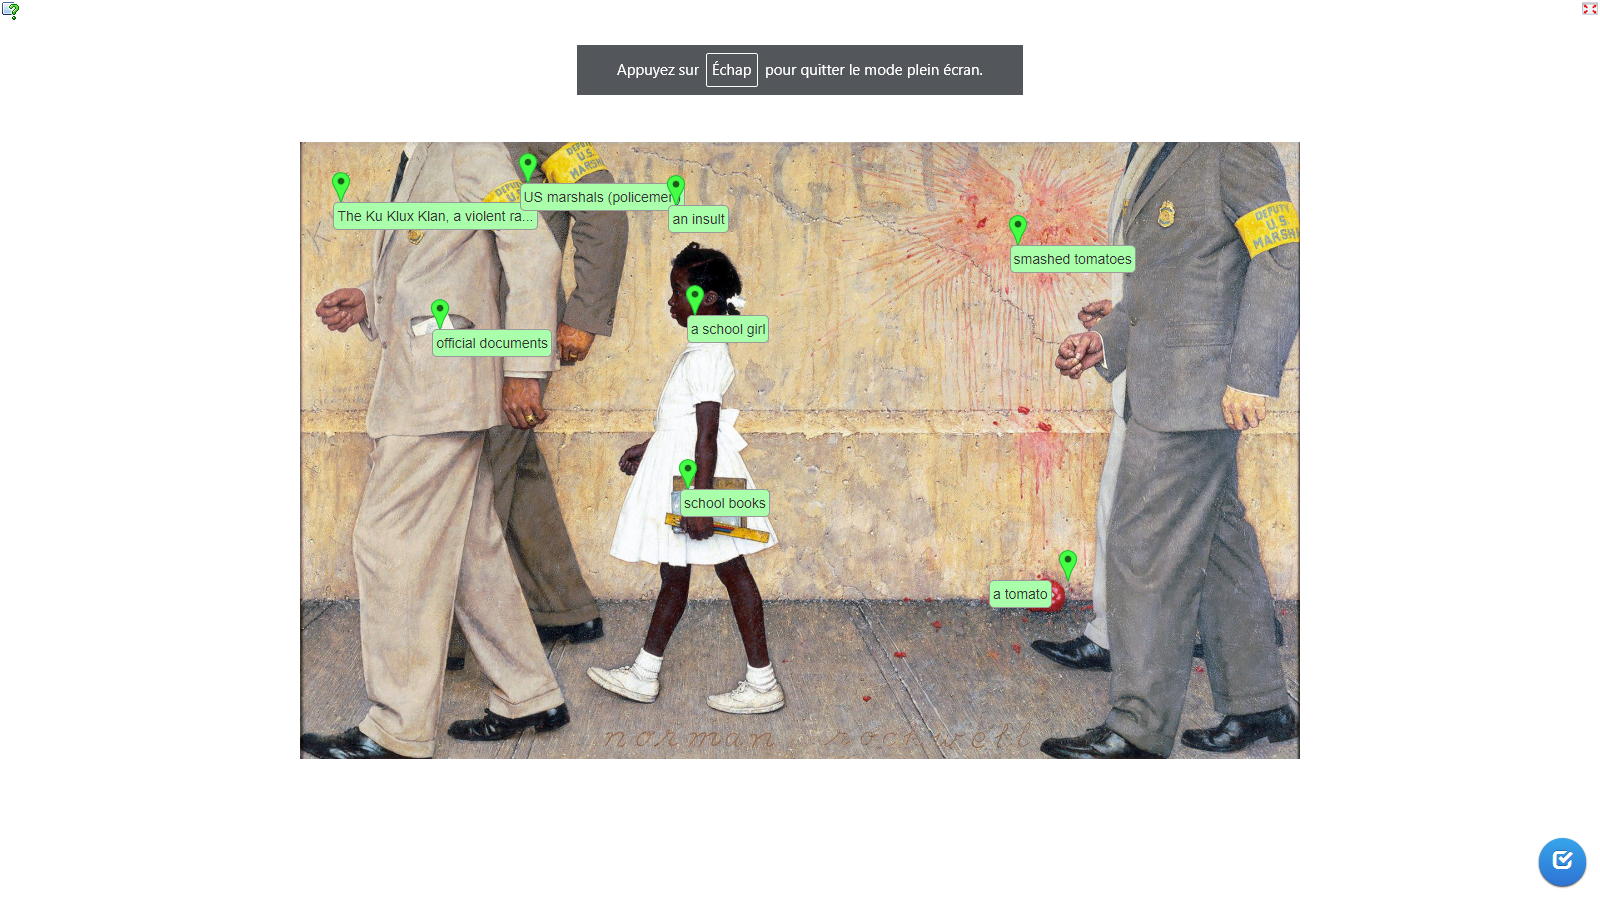 Appuyez sur Échap pour quitter le mode plein écran.
DEPUTY
U.S.
MARSHAL
US marshals (policemen)
The Ku Klux Klan, a violent ra...
an insult
DEPUTY
U.S.
MARSHAL
smashed tomatoes
a school girl
official documents
school books
a tomato
norman rockwell